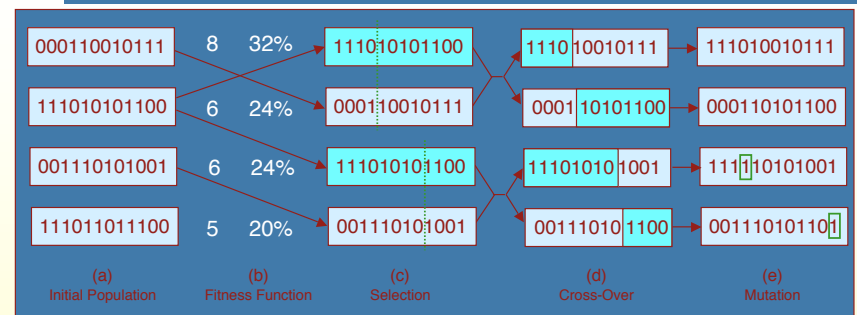 000110010111 8 32% 111010101100 1110 10010111 111010010111
111010101100 6 24% 000110010111 0001 10101100 000110101100
001110101001 6 24% 111010101100 11101010 1001 111110101001
111011011100 5 20% 001110101001 00111010 1100 001110101101
(a) (b) (c) (d) (e)
Initial Population Fitness Function Selection Cross-Over Mutation